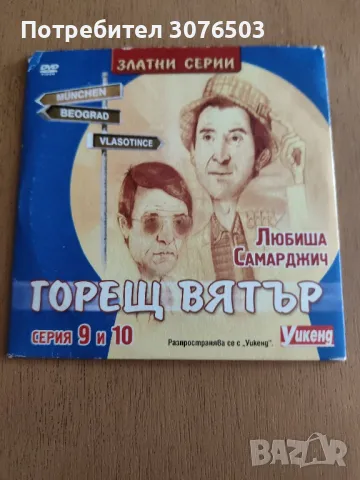 Потребител 3076503
ЗЛАТНИ СЕРИИ
DVD
MÜNCHEN
BEOGRAD
VLASOTINCE
ЛЮБИША
САМАРДЖИЧ
ГОРЕЩ ВЯТЪР
СЕРИЯ 9 и 10
Разпространява се с „Уикенд".
Уикенд
BAZAR